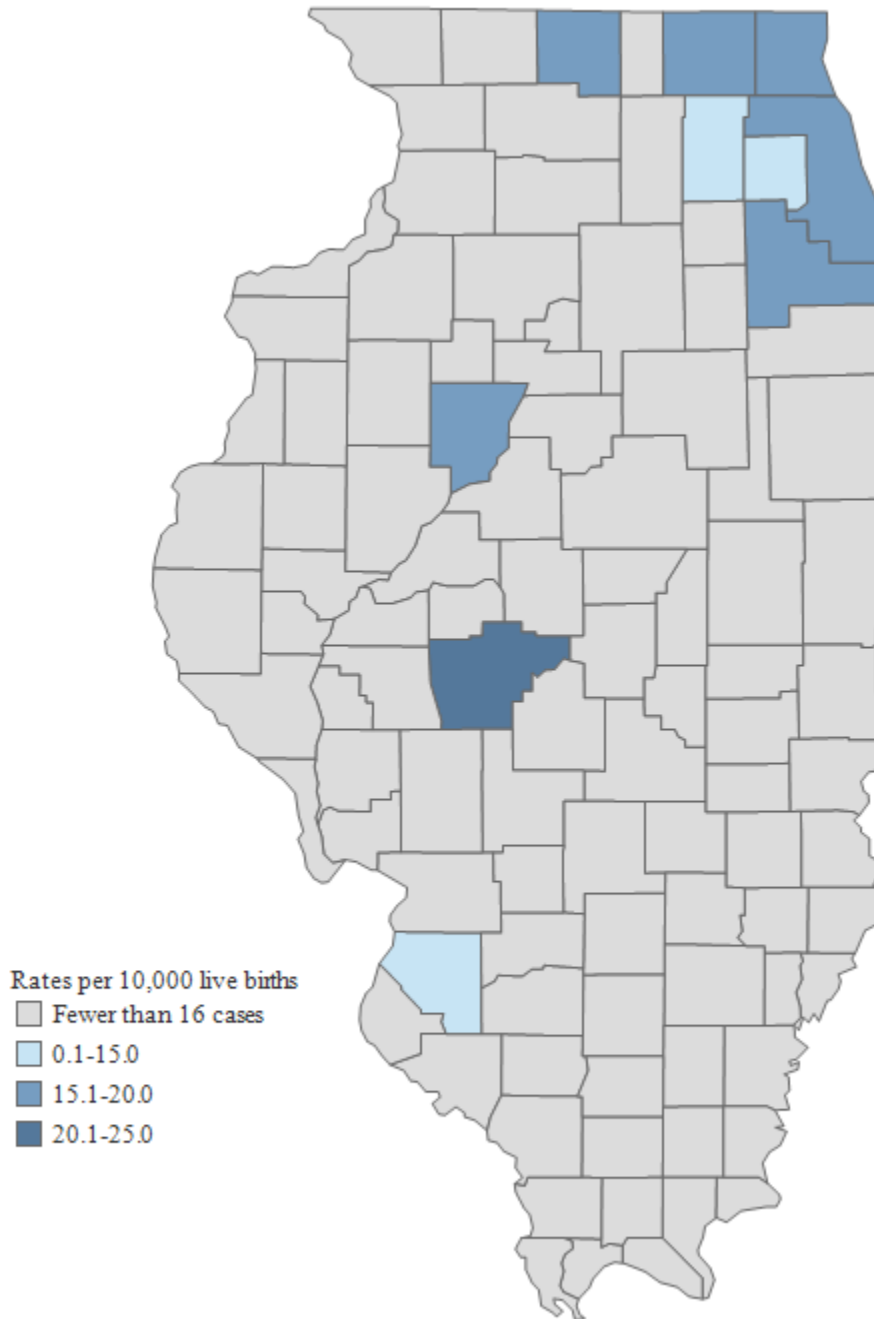 Rates per 10,000 live births
Fewer than 16 cases
0.1-15.0
15.1-20.0
20.1-25.0